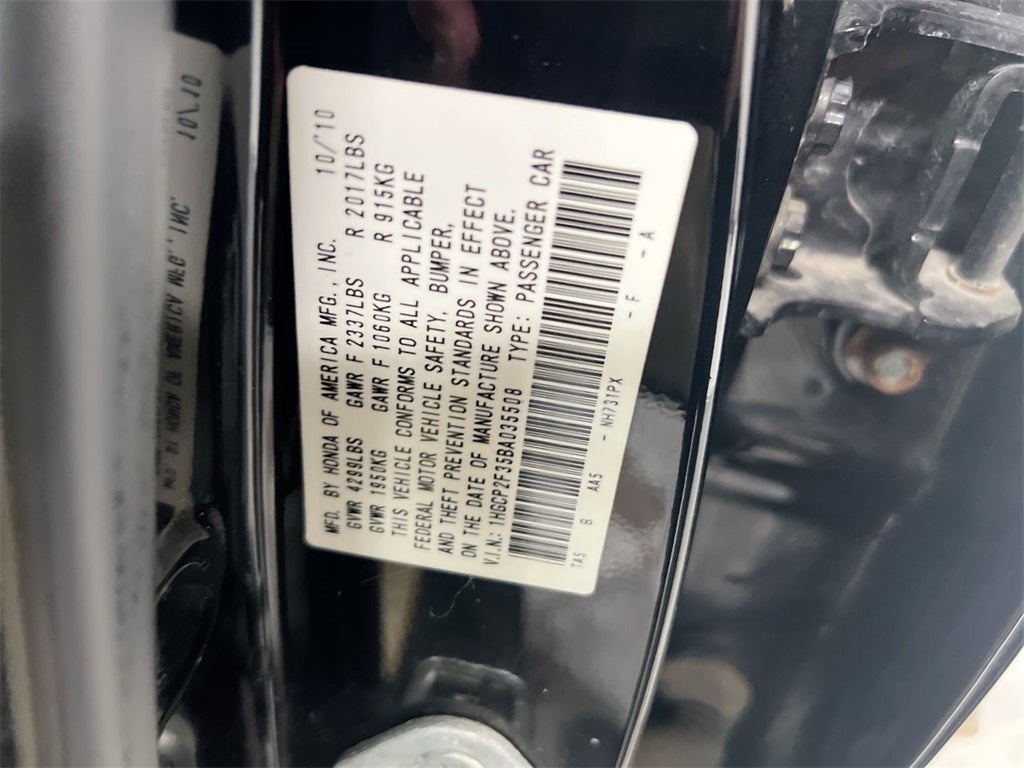 MFD. BY HONDA OF AMERICA MFG., INC. 10/'10
GVWR 4299LBS GAWR F 2337LBS R 2017LBS
GVWR 1950KG GAWR F 1060KG R 915KG
THIS VEHICLE CONFORMS TO ALL APPLICABLE
FEDERAL MOTOR VEHICLE SAFETY, BUMPER,
AND THEFT PREVENTION STANDARDS IN EFFECT
ON THE DATE OF MANUFACTURE SHOWN ABOVE.
V.I.N.: 1HGCP2F35BA035508 TYPE: PASSENGER CAR
TA5 B AA5 - NH731PX - F - A